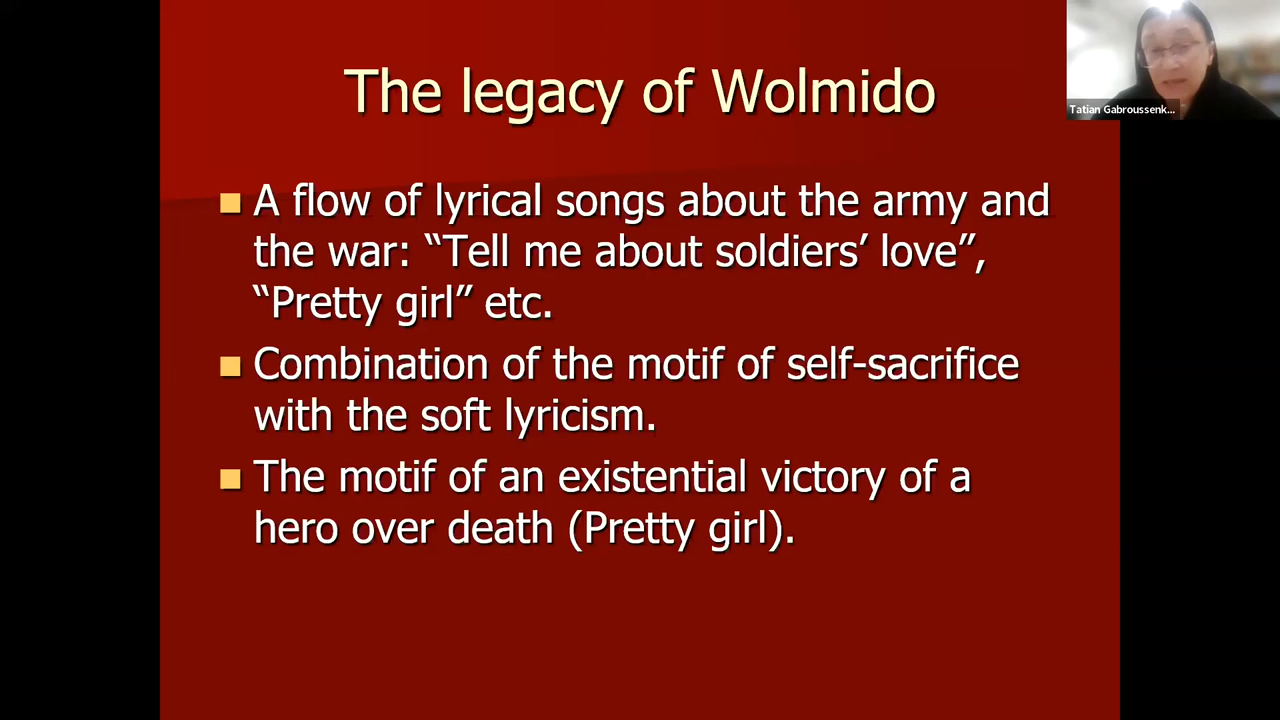 The legacy of Wolmido
Tatian Gabroussenk...
A flow of lyrical songs about the army and
the war: “Tell me about soldiers’ love”,
“Pretty girl” etc.
Combination of the motif of self-sacrifice
with the soft lyricism.
The motif of an existential victory of a
hero over death (Pretty girl).